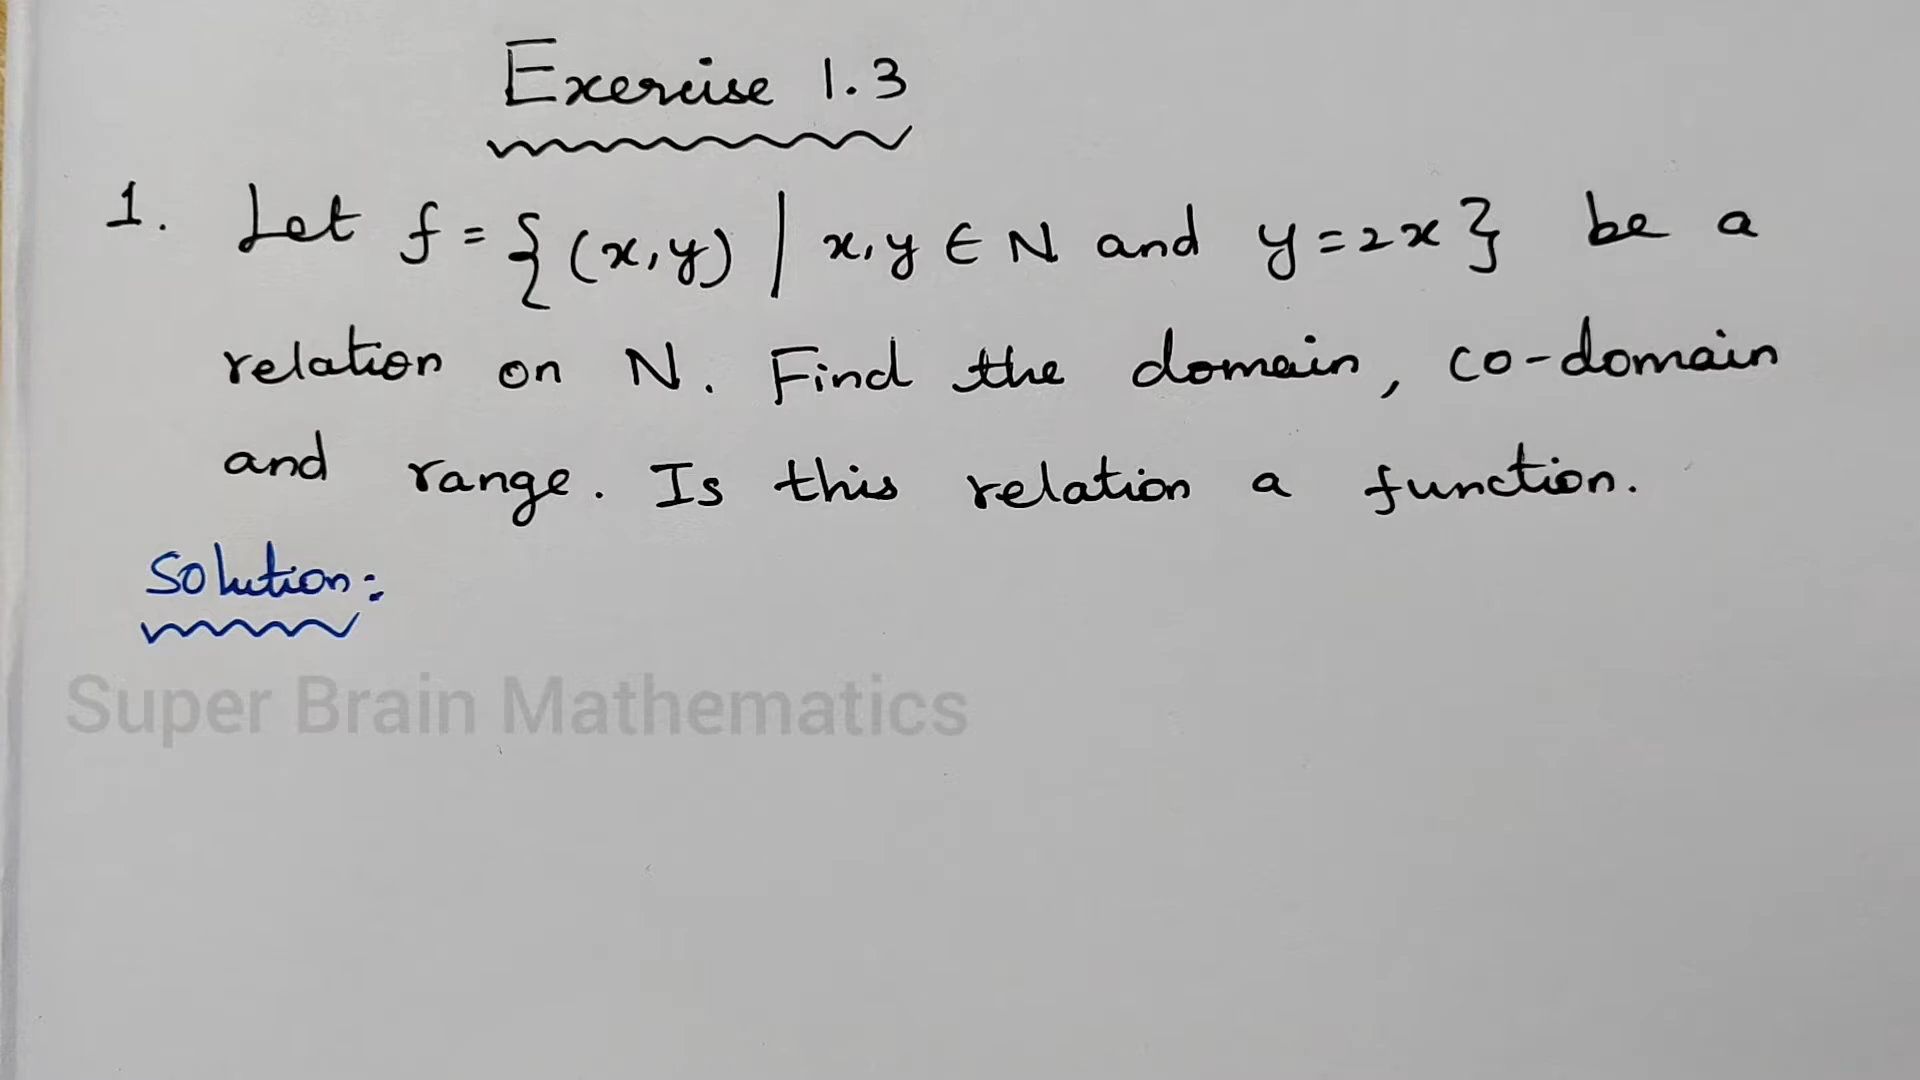 Exercise 1.3
1. Let f = {(x,y) | x,y ∈ N and y=2x} be a
relation on N. Find the domain, co-domain
and range. Is this relation a function.
Solution:
Super Brain Mathematics